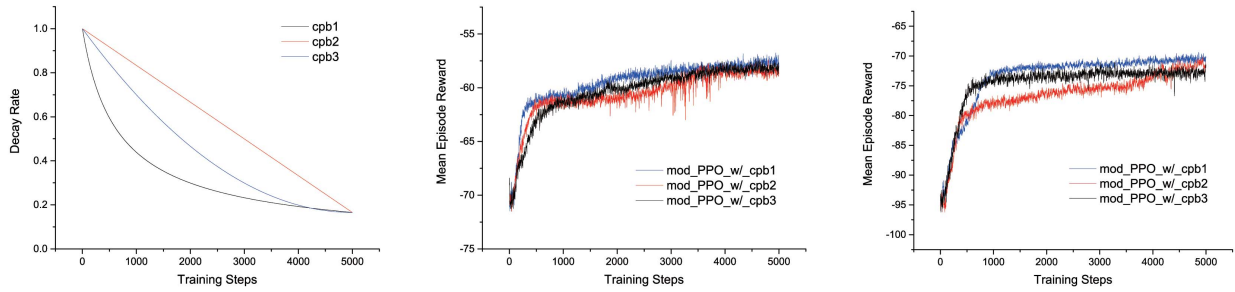 Decay Rate
1.0
0.8
0.6
0.4
0.2
0.0
0
1000
2000
3000
4000
5000
Training Steps
cpb1
cpb2
cpb3
Mean Episode Reward
-55
-60
-65
-70
-75
0
1000
2000
3000
4000
5000
Training Steps
mod_PPO_w/_cpb1
mod_PPO_w/_cpb2
mod_PPO_w/_cpb3
Mean Episode Reward
-65
-70
-75
-80
-85
-90
-95
-100
0
1000
2000
3000
4000
5000
Training Steps
mod_PPO_w/_cpb1
mod_PPO_w/_cpb2
mod_PPO_w/_cpb3